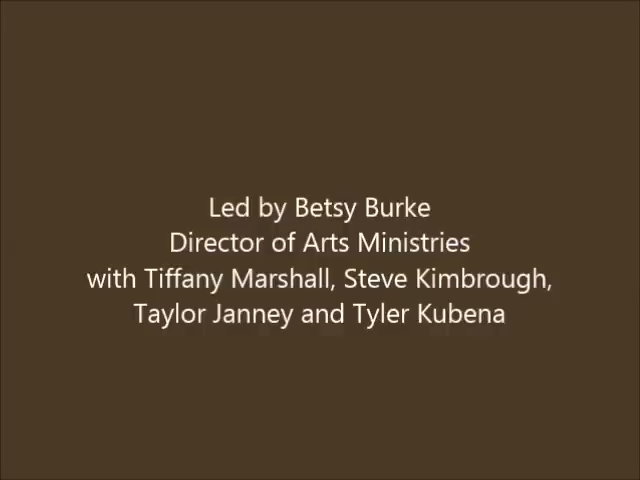 Led by Betsy Burke
Director of Arts Ministries
with Tiffany Marshall, Steve Kimbrough,
Taylor Janney and Tyler Kubena